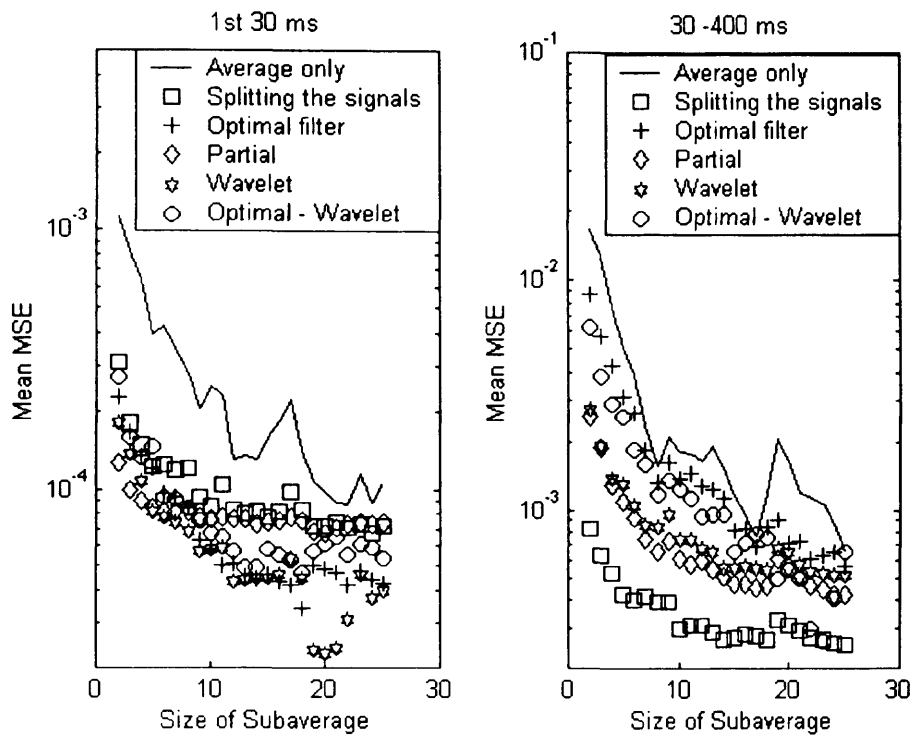 1st 30 ms
Average only
Splitting the signals
Optimal filter
Partial
Wavelet
Optimal - Wavelet
10-3
10-4
Mean MSE
0
10
20
30
Size of Subaverage
30 -400 ms
10-1
Average only
Splitting the signals
Optimal filter
Partial
Wavelet
Optimal - Wavelet
10-2
10-3
Mean MSE
0
10
20
30
Size of Subaverage